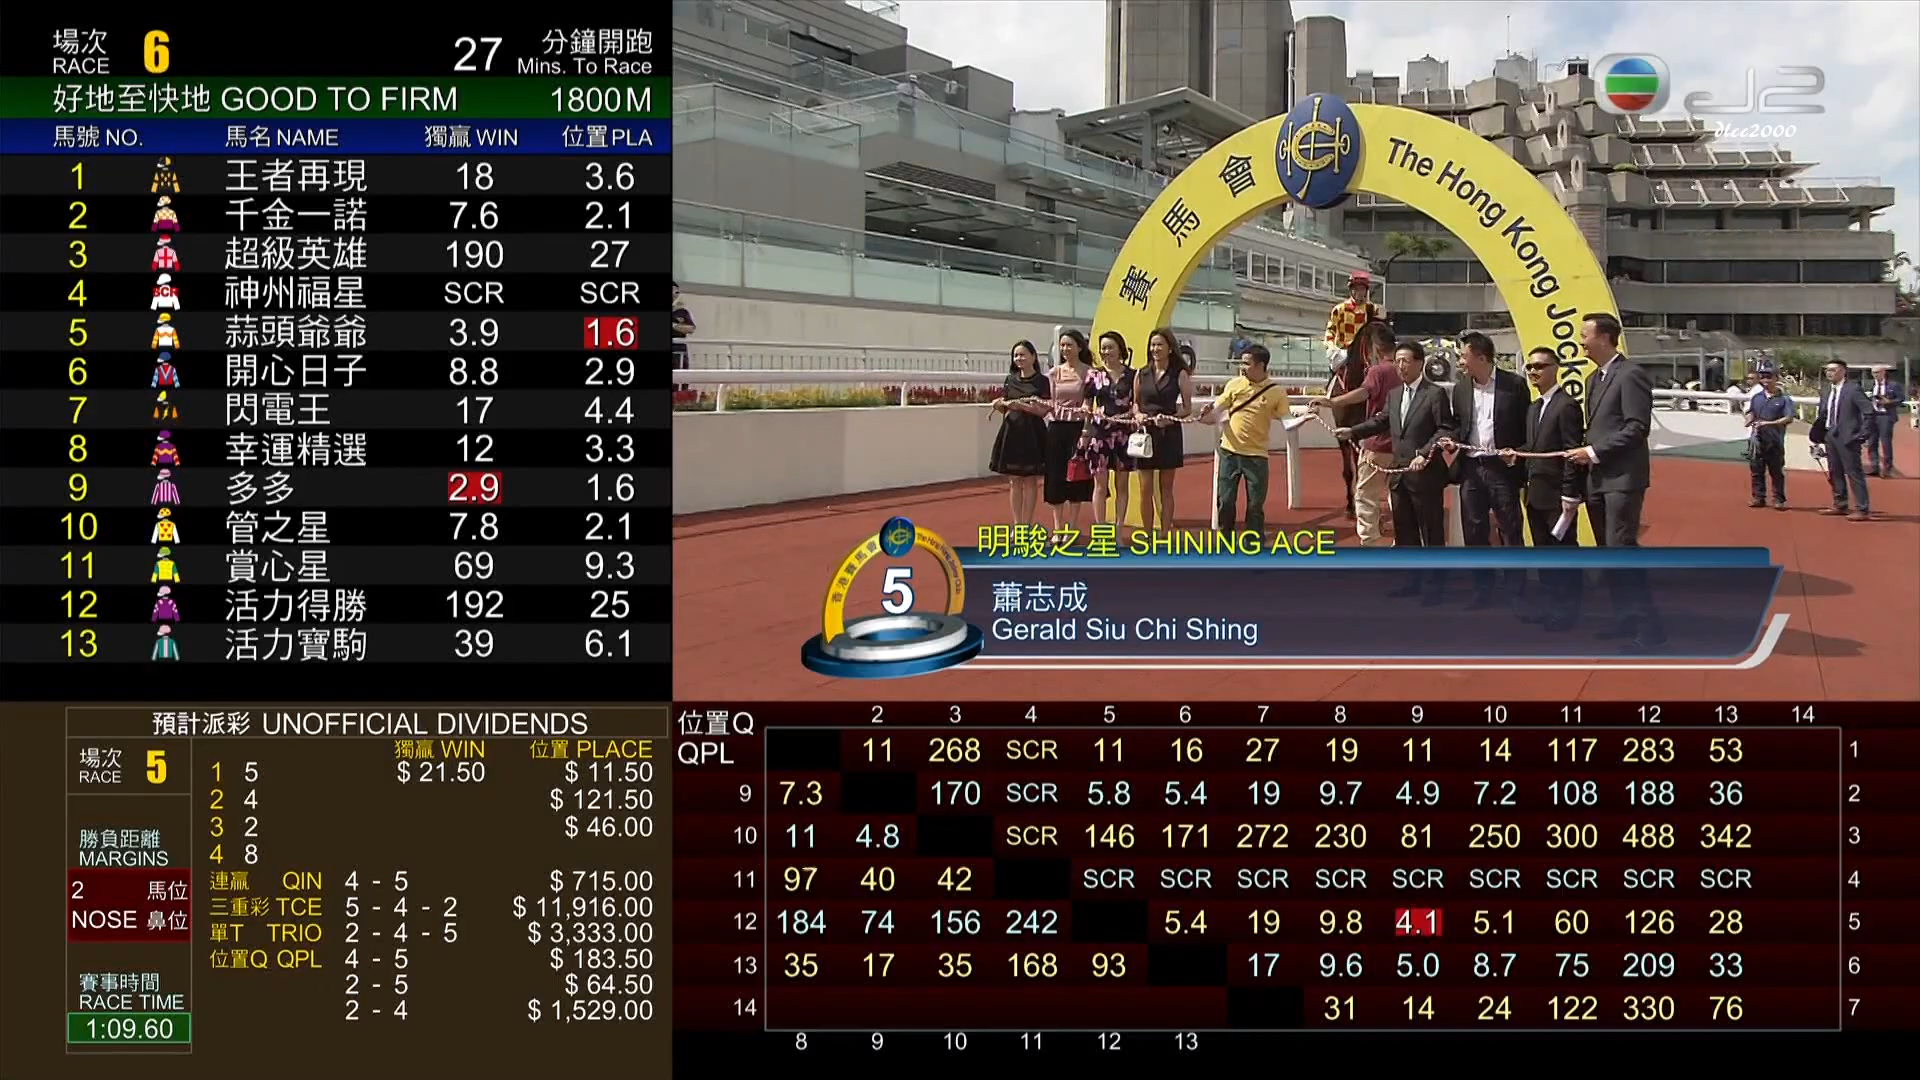 場次 RACE 6 27 分鐘開跑 Mins. To Race
好地至快地 GOOD TO FIRM 1800M
馬號 NO. 馬名 NAME 獨贏 WIN 位置 PLA
1 王者再現 18 3.6
2 千金一諾 7.6 2.1
3 超級英雄 190 27
4 SCR 神州福星 SCR SCR
5 蒜頭爺爺 3.9 1.6
6 開心日子 8.8 2.9
7 閃電王 17 4.4
8 幸運精選 12 3.3
9 多多 2.9 1.6
10 管之星 7.8 2.1
11 賞心星 69 9.3
12 活力得勝 192 25
13 活力寶駒 39 6.1
賽馬會 The Hong Kong Jockey
J2
dlcc2000
香港賽馬會
5
明駿之星 SHINING ACE
蕭志成
Gerald Siu Chi Shing
預計派彩 UNOFFICIAL DIVIDENDS
場次 RACE 5
獨贏 WIN 位置 PLACE
1 5 $ 21.50 $ 11.50
2 4 $ 121.50
3 2 $ 46.00
4 8
勝負距離
MARGINS
2 馬位
NOSE 鼻位
連贏 QIN 4 - 5 $ 715.00
三重彩 TCE 5 - 4 - 2 $ 11,916.00
單T TRIO 2 - 4 - 5 $ 3,333.00
位置Q QPL 4 - 5 $ 183.50
2 - 5 $ 64.50
2 - 4 $ 1,529.00
賽事時間
RACE TIME
1:09.60
位置Q
QPL
2 3 4 5 6 7 8 9 10 11 12 13 14
11 268 SCR 11 16 27 19 11 14 117 283 53 1
9 7.3 170 SCR 5.8 5.4 19 9.7 4.9 7.2 108 188 36 2
10 11 4.8 SCR 146 171 272 230 81 250 300 488 342 3
11 97 40 42 SCR SCR SCR SCR SCR SCR SCR SCR SCR 4
12 184 74 156 242 5.4 19 9.8 4.1 5.1 60 126 28 5
13 35 17 35 168 93 17 9.6 5.0 8.7 75 209 33 6
14 31 14 24 122 330 76 7
8 9 10 11 12 13